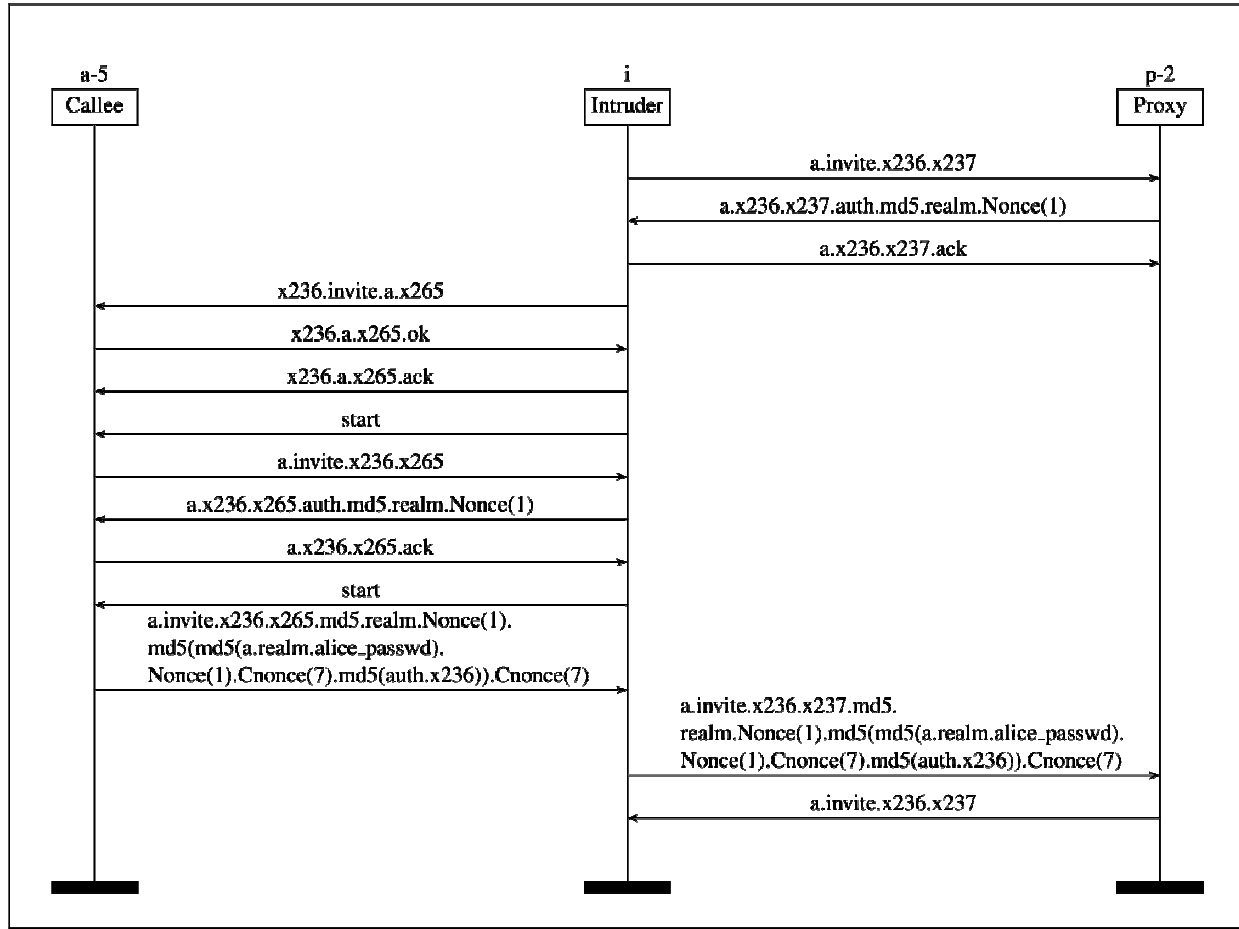 a-5
i
p-2
Callee
Intruder
Proxy
a.invite.x236.x237
a.x236.x237.auth.md5.realm.Nonce(1)
a.x236.x237.ack
x236.invite.a.x265
x236.a.x265.ok
x236.a.x265.ack
start
a.invite.x236.x265
a.x236.x265.auth.md5.realm.Nonce(1)
a.x236.x265.ack
start
a.invite.x236.x265.md5.realm.Nonce(1).
md5(md5(a.realm.alice_passwd).
Nonce(1).Cnonce(7).md5(auth.x236)).Cnonce(7)
a.invite.x236.x237.md5.
realm.Nonce(1).md5(md5(a.realm.alice_passwd).
Nonce(1).Cnonce(7).md5(auth.x236)).Cnonce(7)
a.invite.x236.x237